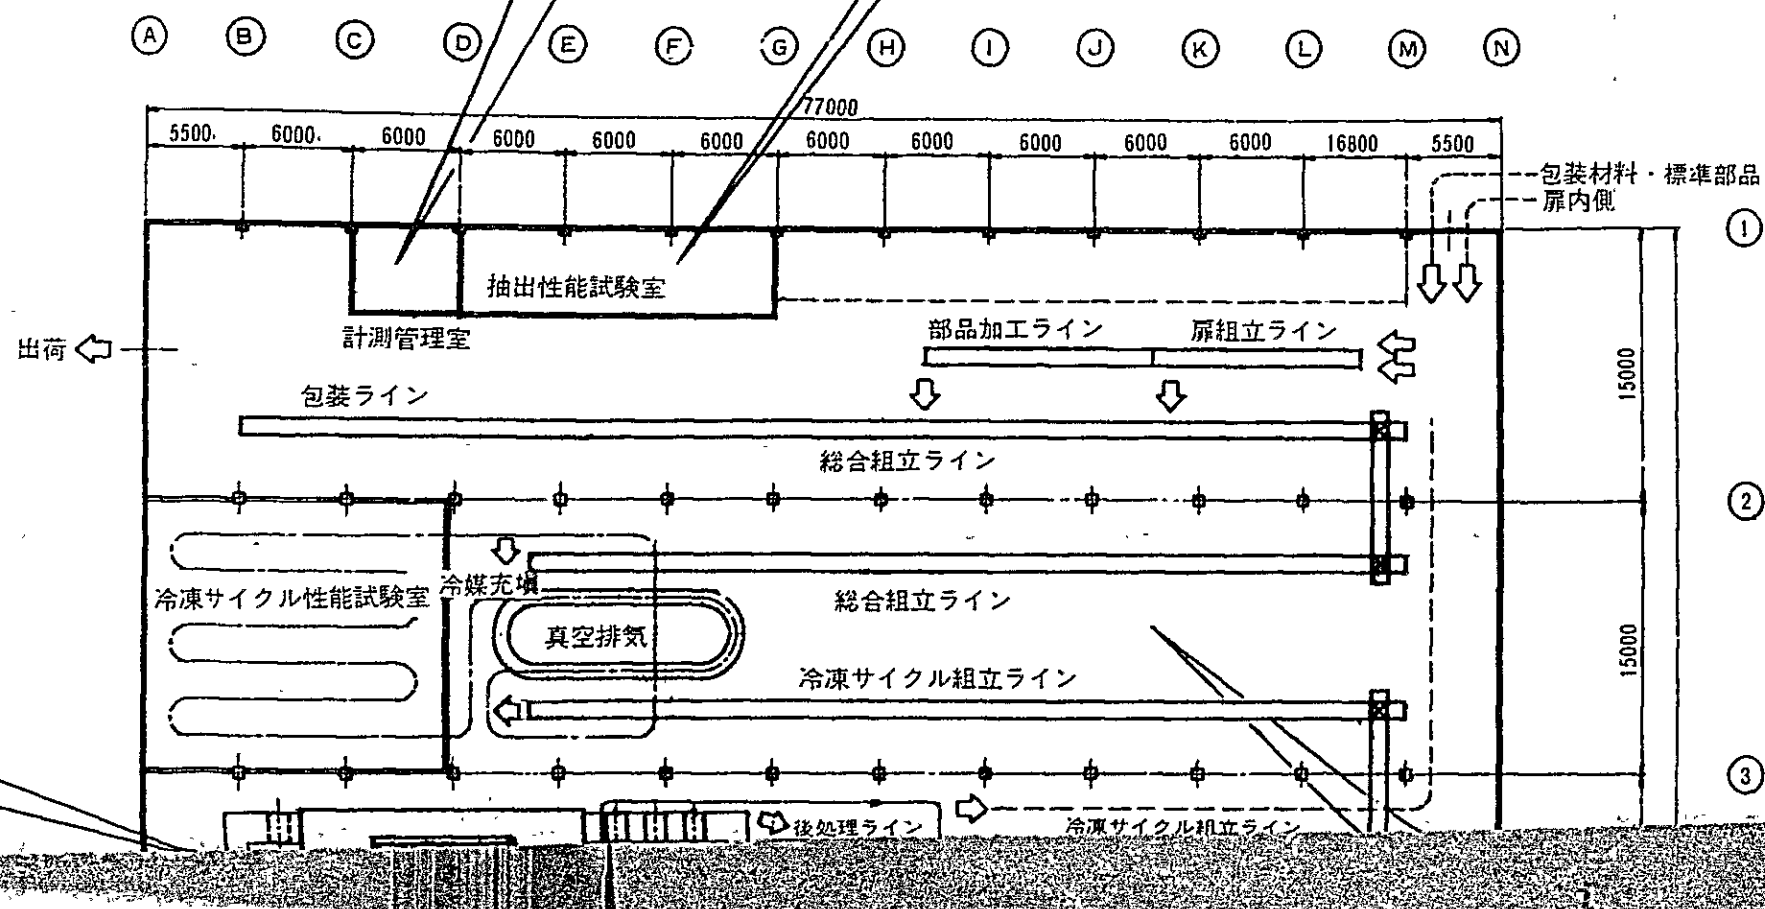 A B C D E F G H I J K L M N
77000
5500 6000 6000 6000 6000 6000 6000 6000 6000 6000 6000 16800 5500
包装材料・標準部品
扉内側
1
抽出性能試験室
計測管理室
出荷
部品加工ライン 扉組立ライン
15000
包装ライン
総合組立ライン
2
冷媒充填
冷凍サイクル性能試験室
総合組立ライン
真空排気
15000
冷凍サイクル組立ライン
3
後処理ライン
冷凍サイクル組立ライン